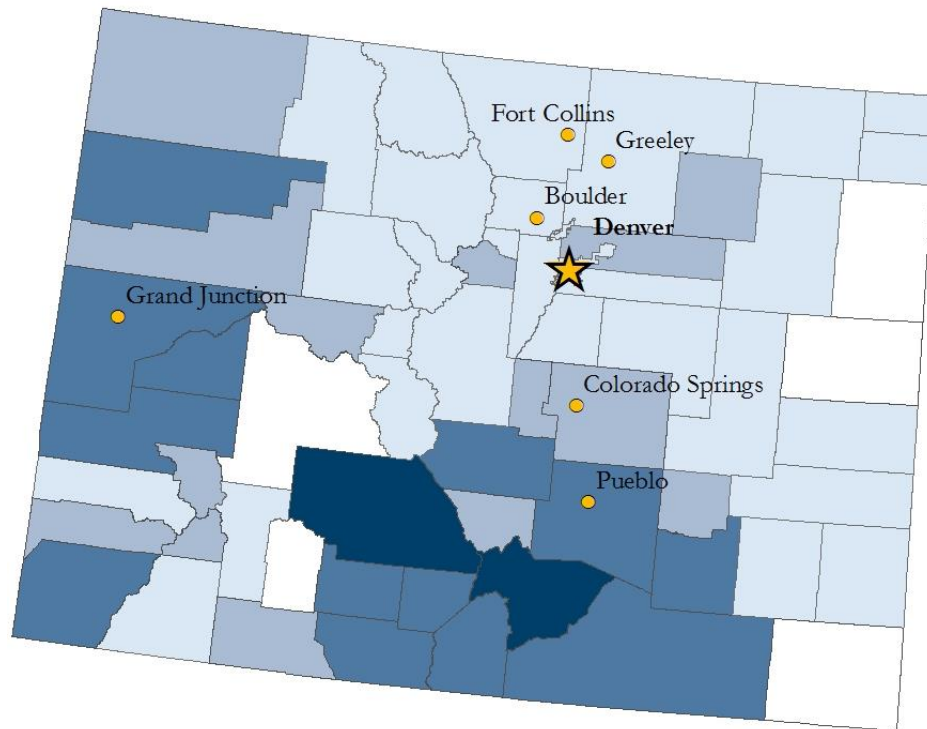 Fort Collins
Greeley
Boulder
Denver
Grand Junction
Colorado Springs
Pueblo